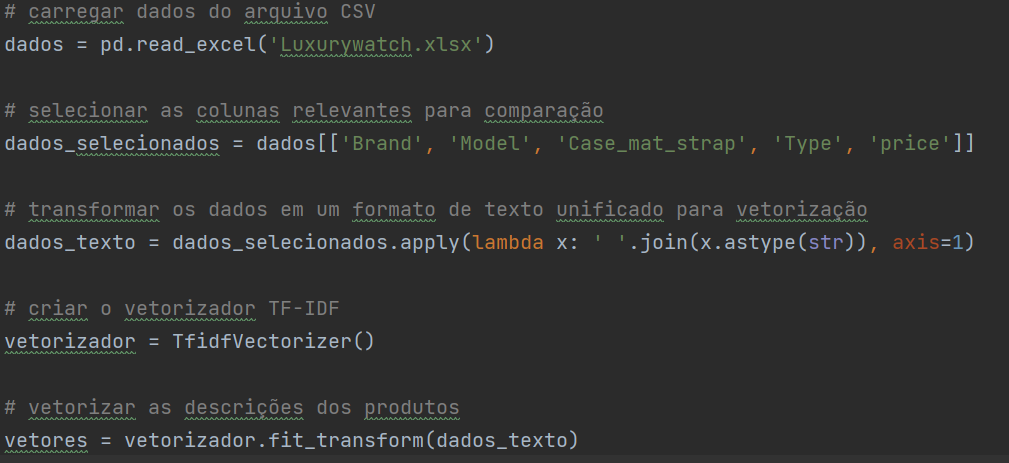 # carregar dados do arquivo CSV
dados = pd.read_excel('Luxurywatch.xlsx')
# selecionar as colunas relevantes para comparação
dados_selecionados = dados[['Brand', 'Model', 'Case_mat_strap', 'Type', 'price']]
# transformar os dados em um formato de texto unificado para vetorização
dados_texto = dados_selecionados.apply(lambda x: ' '.join(x.astype(str)), axis=1)
# criar o vetorizador TF-IDF
vetorizador = TfidfVectorizer()
# vetorizar as descrições dos produtos
vetores = vetorizador.fit_transform(dados_texto)